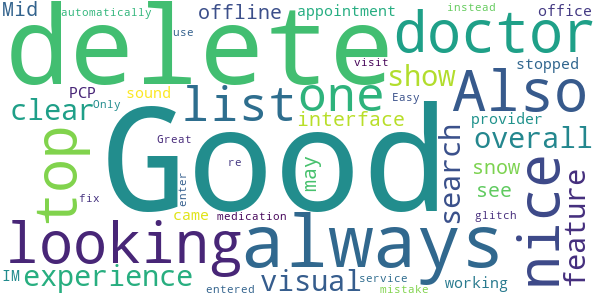 Mid
automatically
offline
appointment
instead
office
delete
use
doctor
visit
stopped
PCP
sound
show
Also
clear
Only
list
one
Easy
interface
provider
Good
top
Great
re
may
search
overall
snow
see
nice
feature
fix
enter
came
medication
glitch
looking
always
IM
experience
visual
service
working
entered
mistake